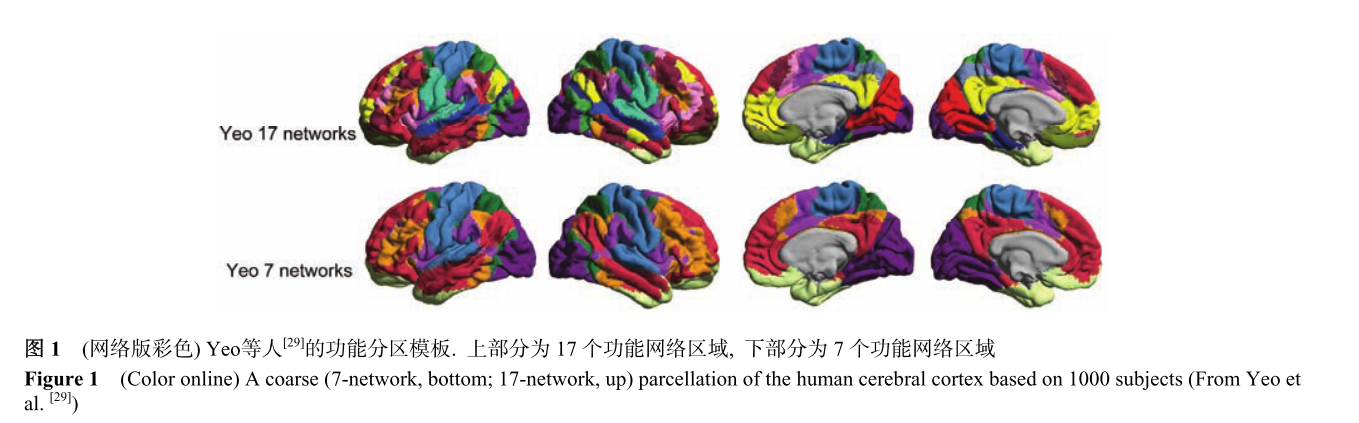 Yeo 17 networks
Yeo 7 networks
图 1 (网络版彩色) Yeo等人[29]的功能分区模板. 上部分为 17 个功能网络区域, 下部分为 7 个功能网络区域
Figure 1 (Color online) A coarse (7-network, bottom; 17-network, up) parcellation of the human cerebral cortex based on 1000 subjects (From Yeo et
al. [29])